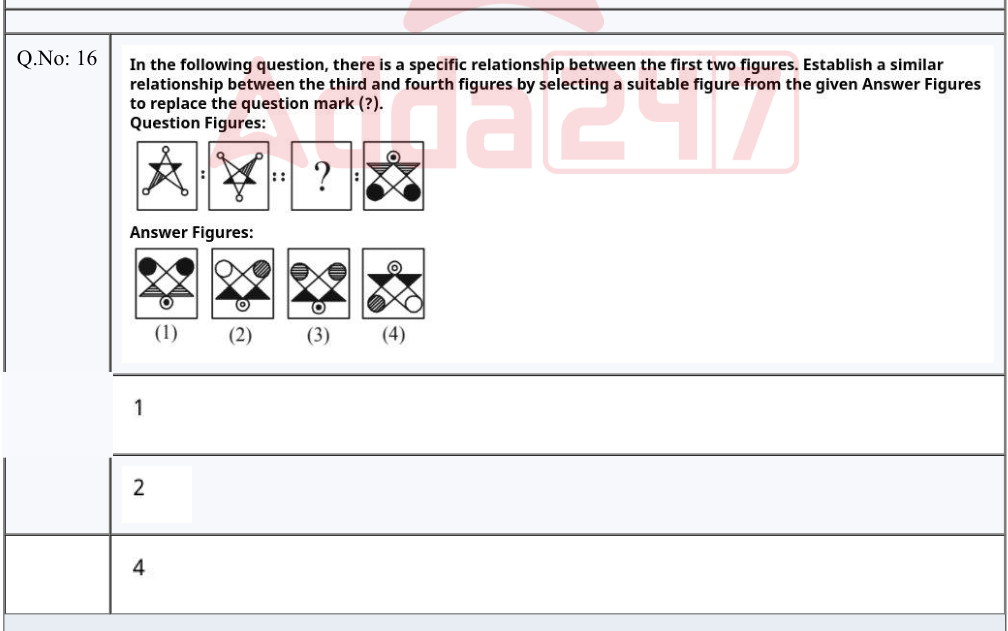 Adda247
Q.No: 16
In the following question, there is a specific relationship between the first two figures. Establish a similar
relationship between the third and fourth figures by selecting a suitable figure from the given Answer Figures
to replace the question mark (?).
Question Figures:
: :: ? :
Answer Figures:
(1) (2) (3) (4)
1
2
4